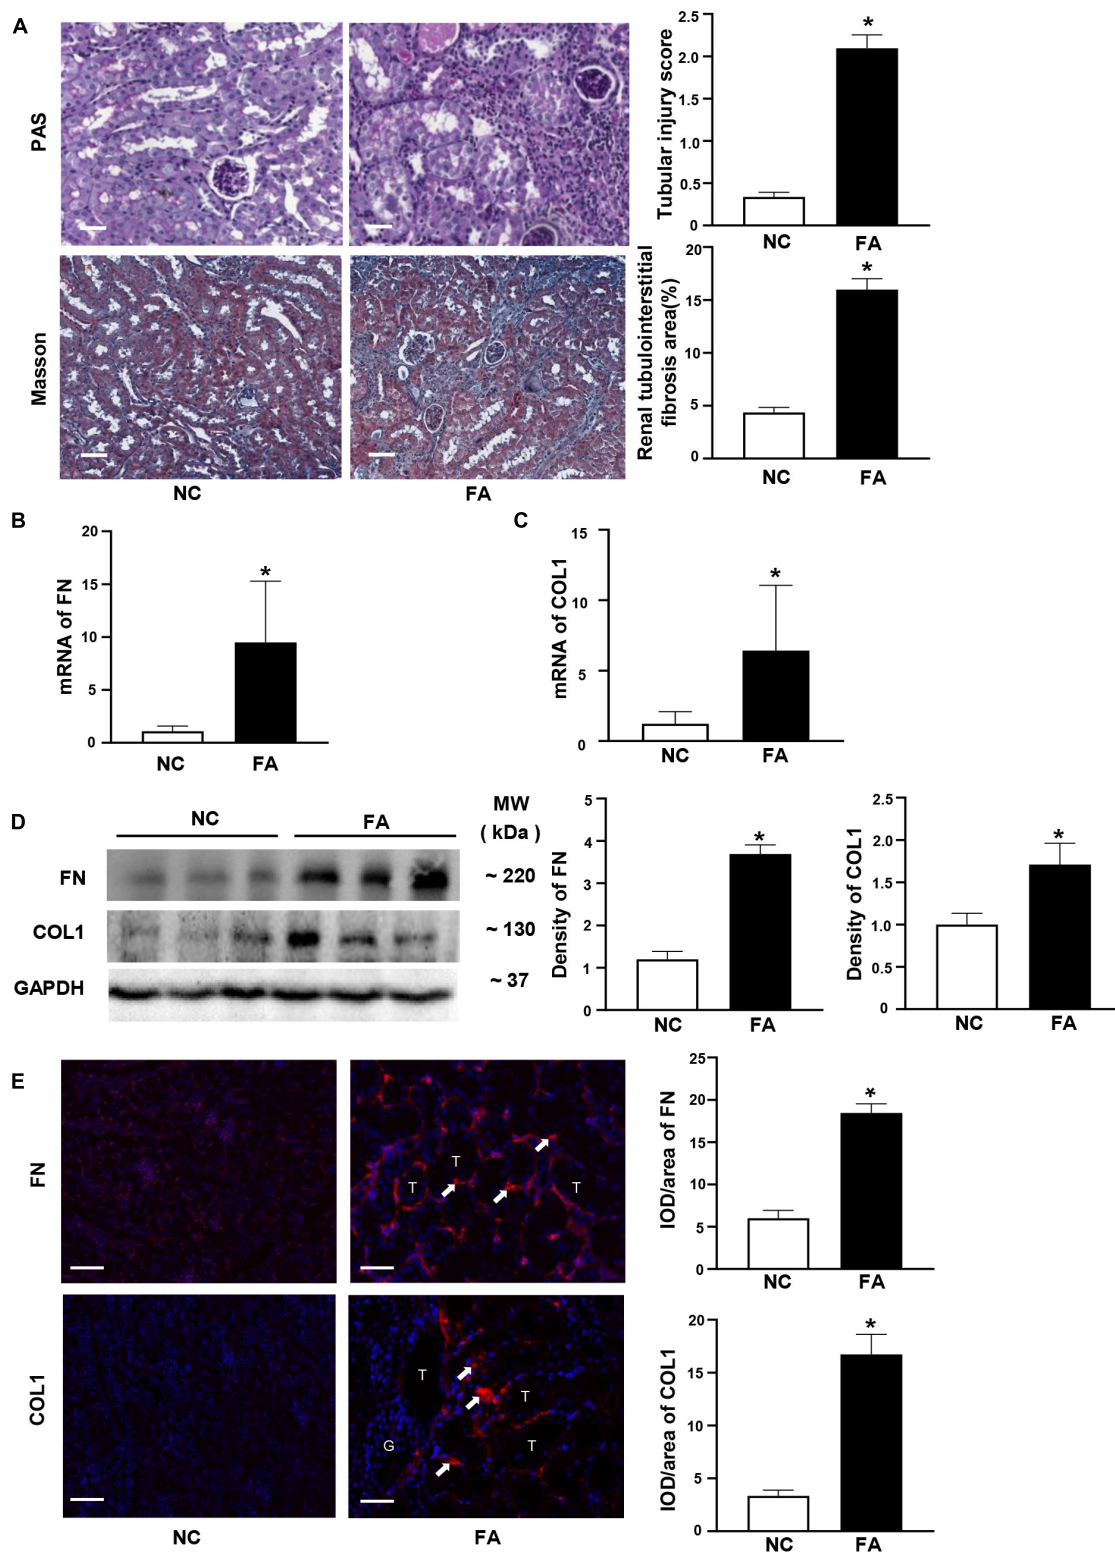 A
PAS
Masson
NC
FA
Tubular injury score
2.5
2.0
1.5
1.0
0.5
0
NC
FA
*
Renal tubulointerstitial
fibrosis area(%)
20
15
10
5
0
NC
FA
*
B
mRNA of FN
20
15
10
5
0
NC
FA
*
C
mRNA of COL1
15
10
5
0
NC
FA
*
D
NC
FA
MW
( kDa )
FN
~ 220
COL1
~ 130
GAPDH
~ 37
Density of FN
5
4
3
2
1
0
NC
FA
*
Density of COL1
2.5
2.0
1.5
1.0
0.5
0
NC
FA
*
E
FN
T
T
T
COL1
T
T
T
G
NC
FA
IOD/area of FN
25
20
15
10
5
0
NC
FA
*
IOD/area of COL1
20
15
10
5
0
NC
FA
*